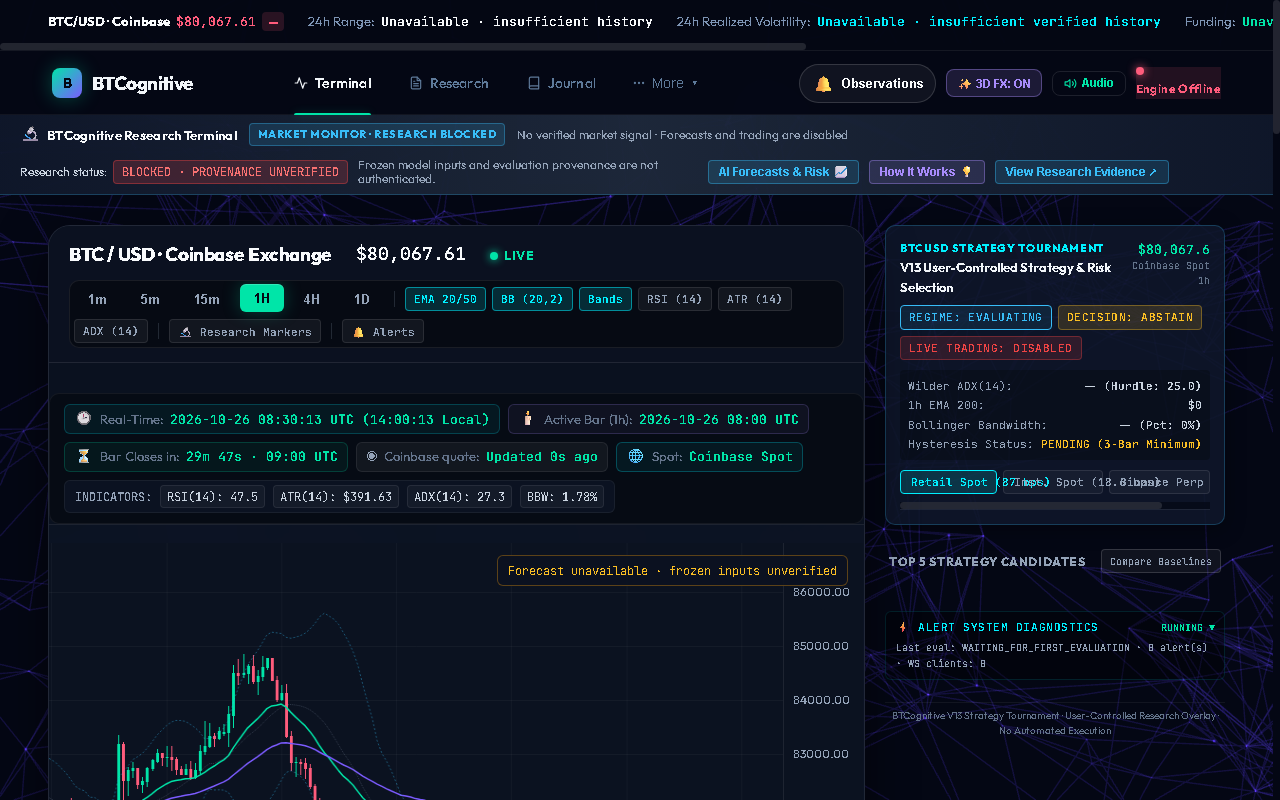 BTC/USD · Coinbase $80,067.61 — 24h Range: Unavailable · insufficient history 24h Realized Volatility: Unavailable · insufficient verified history Funding:
B BTCognitive Terminal Research Journal ··· More ▾ Observations 3D FX: ON Audio Engine Offline
BTCognitive Research Terminal MARKET MONITOR · RESEARCH BLOCKED No verified market signal · Forecasts and trading are disabled
Research status: BLOCKED · PROVENANCE UNVERIFIED Frozen model inputs and evaluation provenance are not
authenticated.
AI Forecasts & Risk How It Works View Research Evidence ↗
BTC / USD · Coinbase Exchange $80,067.61 LIVE
1m 5m 15m 1H 4H 1D EMA 20/50 BB (20,2) Bands RSI (14) ATR (14)
ADX (14) Research Markers Alerts
Real-Time: 2026-10-26 08:30:13 UTC (14:00:13 Local) Active Bar (1h): 2026-10-26 08:00 UTC
Bar Closes in: 29m 47s · 09:00 UTC Coinbase quote: Updated 0s ago Spot: Coinbase Spot
INDICATORS: RSI(14): 47.5 ATR(14): $391.63 ADX(14): 27.3 BBW: 1.78%
Forecast unavailable · frozen inputs unverified
86000.00
85000.00
84000.00
83000.00
BTCUSD STRATEGY TOURNAMENT $80,067.6
V13 User-Controlled Strategy & Risk
Selection
Coinbase Spot
1h
REGIME: EVALUATING DECISION: ABSTAIN
LIVE TRADING: DISABLED
Wilder ADX(14): — (Hurdle: 25.0)
1h EMA 200: $0
Bollinger Bandwidth: — (Pct: 0%)
Hysteresis Status: PENDING (3-Bar Minimum)
Retail Spot Spot Perp
TOP 5 STRATEGY CANDIDATES Compare Baselines
ALERT SYSTEM DIAGNOSTICS RUNNING ▼
Last eval: WAITING_FOR_FIRST_EVALUATION · 0 alert(s)
· WS clients: 0
BTCognitive V13 Strategy Tournament · User-Controlled Research Overlay ·
No Automated Execution